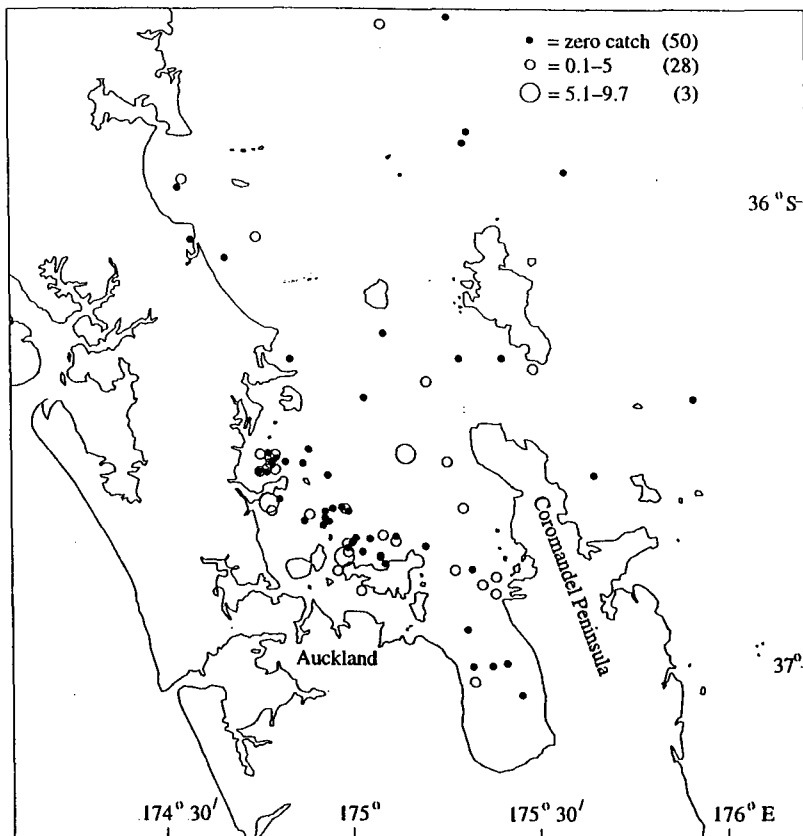 • = zero catch (50)
○ = 0.1–5 (28)
○ = 5.1–9.7 (3)
36° S
Coromandel Peninsula
Auckland
37°
174° 30′ 175° 175° 30′ 176° E